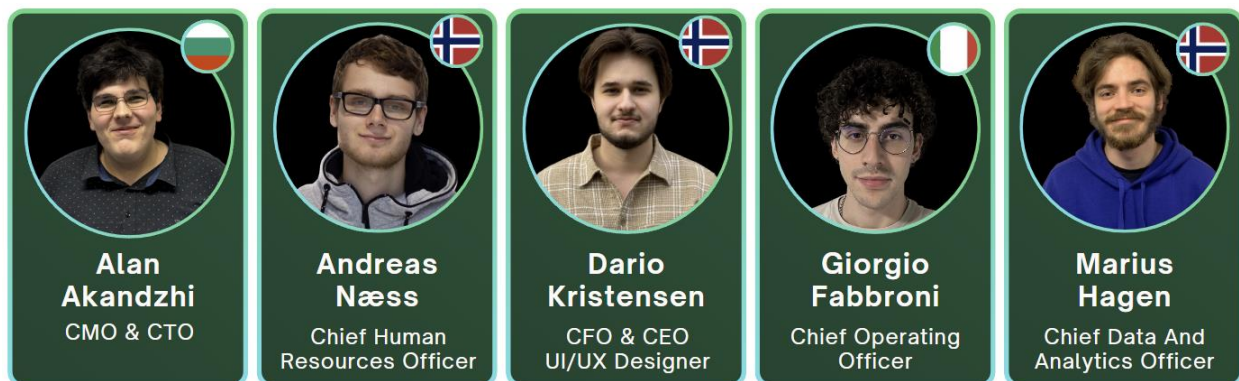 Alan
Akandzhi
CMO & CTO
Andreas
Næss
Chief Human
Resources Officer
Dario
Kristensen
CFO & CEO
UI/UX Designer
Giorgio
Fabbroni
Chief Operating
Officer
Marius
Hagen
Chief Data And
Analytics Officer